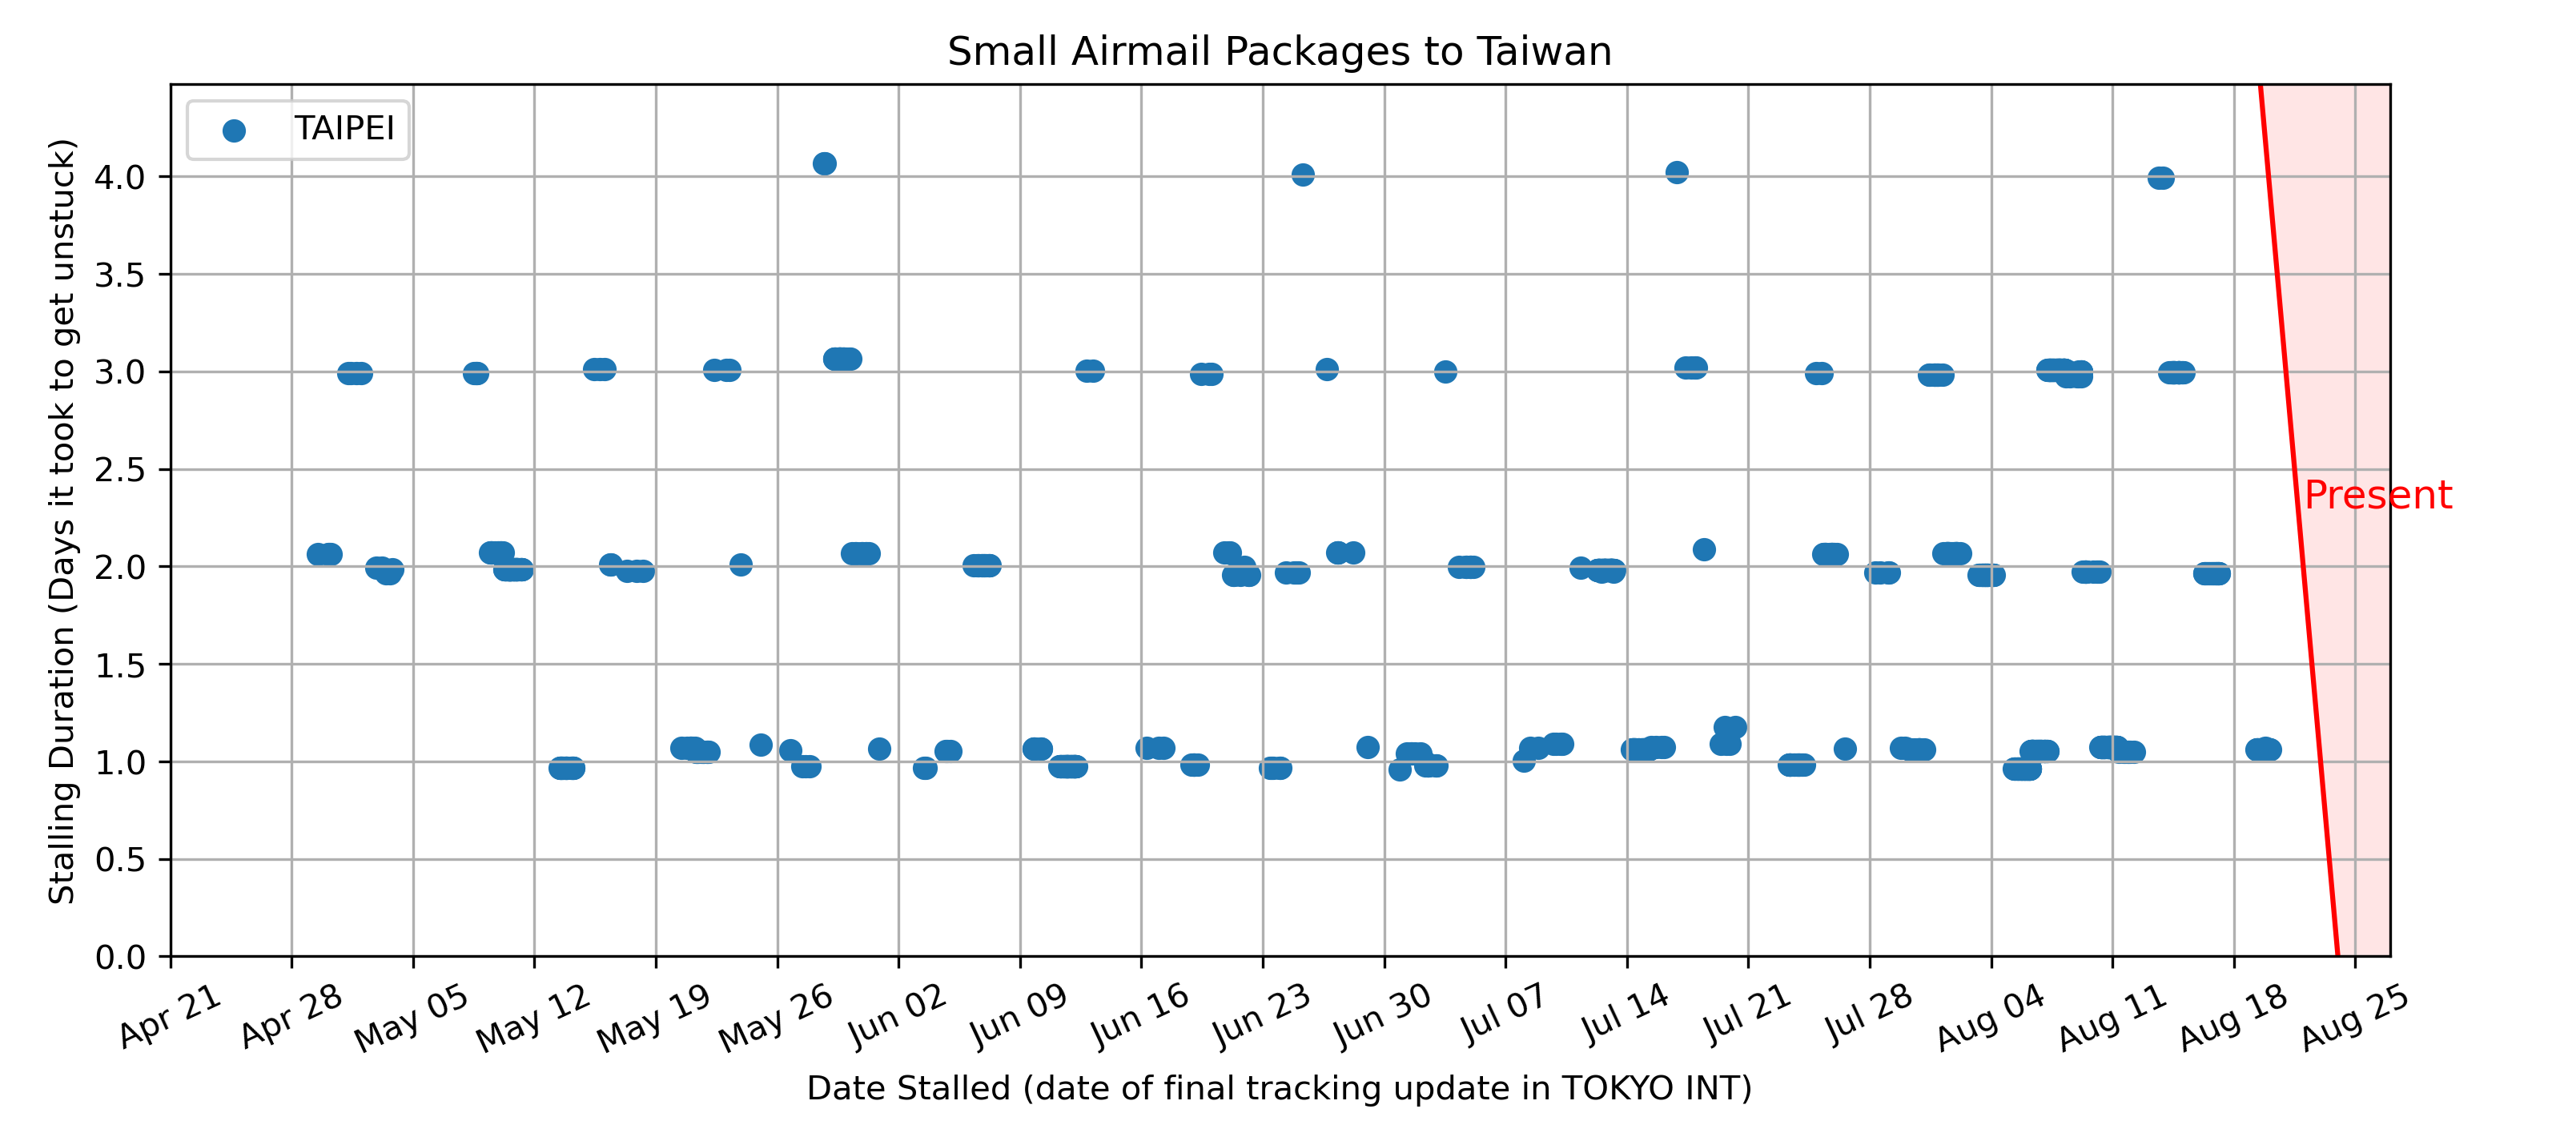 Small Airmail Packages to Taiwan
TAIPEI
Stalling Duration (Days it took to get unstuck)
4.0
3.5
3.0
2.5
2.0
1.5
1.0
0.5
0.0
Present
Apr 21
Apr 28
May 05
May 12
May 19
May 26
Jun 02
Jun 09
Jun 16
Jun 23
Jun 30
Jul 07
Jul 14
Jul 21
Jul 28
Aug 04
Aug 11
Aug 18
Aug 25
Date Stalled (date of final tracking update in TOKYO INT)